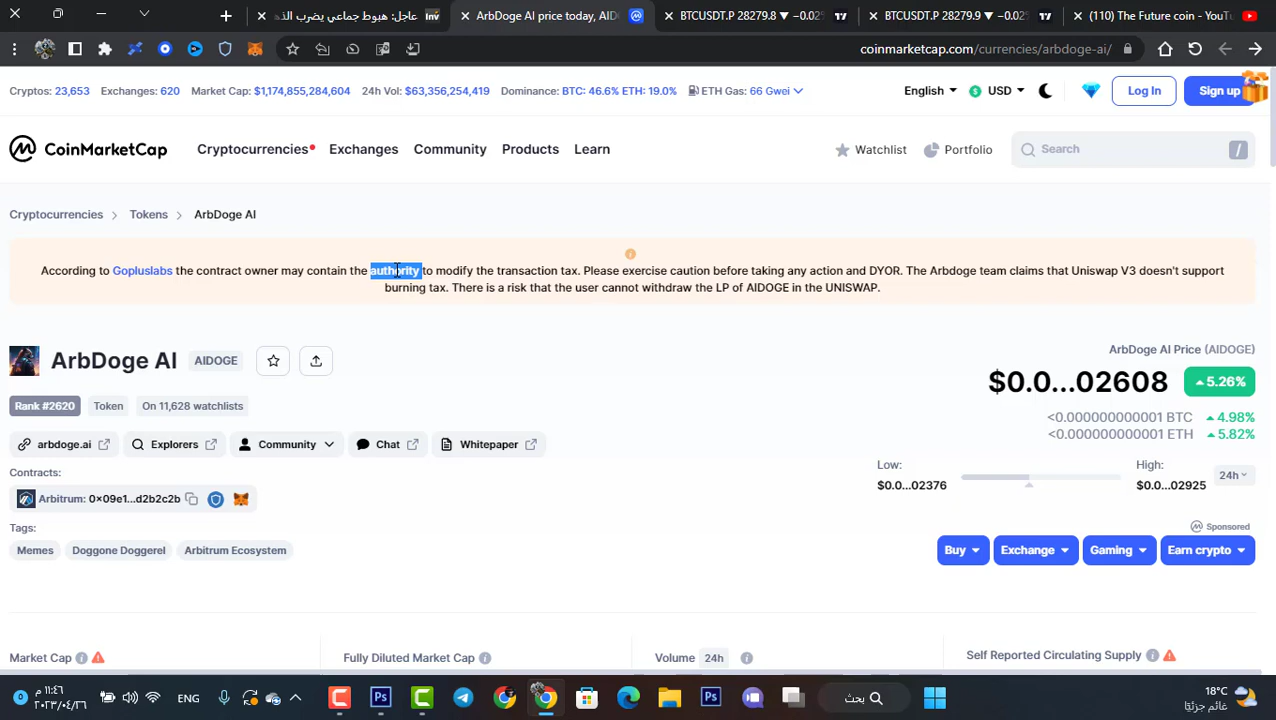 عاجل: هبوط جماعي يضرب الذه
ArbDoge AI price today, AID
BTCUSDT.P 28279.8 ▼ −0.02
BTCUSDT.P 28279.9 ▼ −0.02
(110) The Future coin - YouT
coinmarketcap.com/currencies/arbdoge-ai/
Cryptos: 23,653 Exchanges: 620 Market Cap: $1,174,855,284,604 24h Vol: $63,356,254,419 Dominance: BTC: 46.6% ETH: 19.0% ETH Gas: 66 Gwei English USD Log In Sign up
CoinMarketCap Cryptocurrencies Exchanges Community Products Learn Watchlist Portfolio Search /
Cryptocurrencies > Tokens > ArbDoge AI
According to Gopluslabs the contract owner may contain the authority to modify the transaction tax. Please exercise caution before taking any action and DYOR. The Arbdoge team claims that Uniswap V3 doesn't support
burning tax. There is a risk that the user cannot withdraw the LP of AIDOGE in the UNISWAP.
ArbDoge AI AIDOGE
ArbDoge AI Price (AIDOGE)
$0.0...02608 5.26%
Rank #2620 Token On 11,628 watchlists
<0.000000000001 BTC 4.98%
<0.000000000001 ETH 5.82%
arbdoge.ai Explorers Community Chat Whitepaper
Low: High: 24h
$0.0...02376 $0.0...02925
Contracts:
Arbitrum: 0x09e1...d2b2c2b
Tags:
Sponsored
Memes Doggone Doggerel Arbitrum Ecosystem
Buy Exchange Gaming Earn crypto
Market Cap Fully Diluted Market Cap Volume 24h Self Reported Circulating Supply
١١:٤٦ م
٢٠٢٣/٠٤/٢٦
ENG
بحث
18°C
غائم جزئيًا